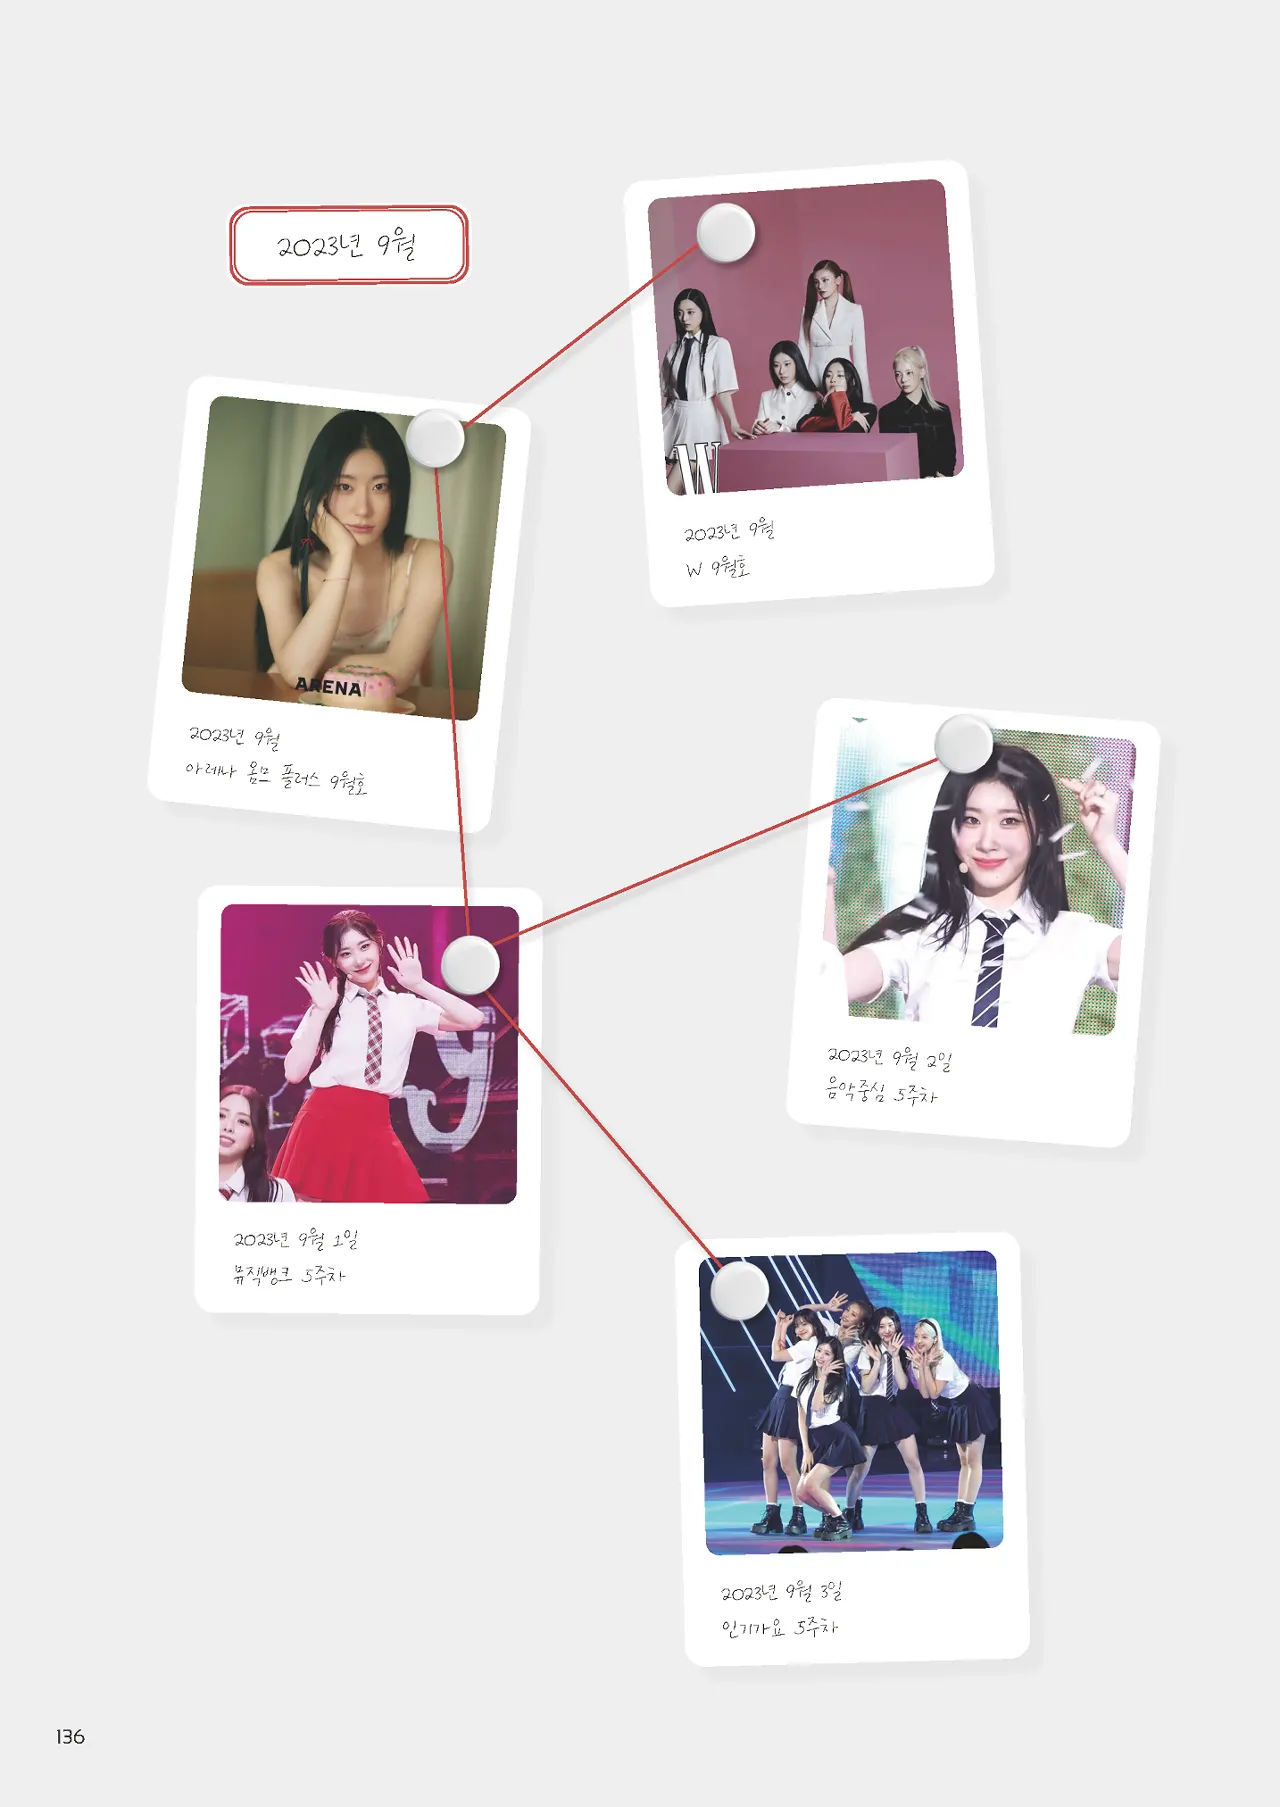 2023년 9월
W
2023년 9월
W 9월호
ARENA
2023년 9월
아레나 옴므 플러스 9월호
2023년 9월 2일
음악중심 5주차
2023년 9월 1일
뮤직뱅크 5주차
2023년 9월 3일
인기가요 5주차
136